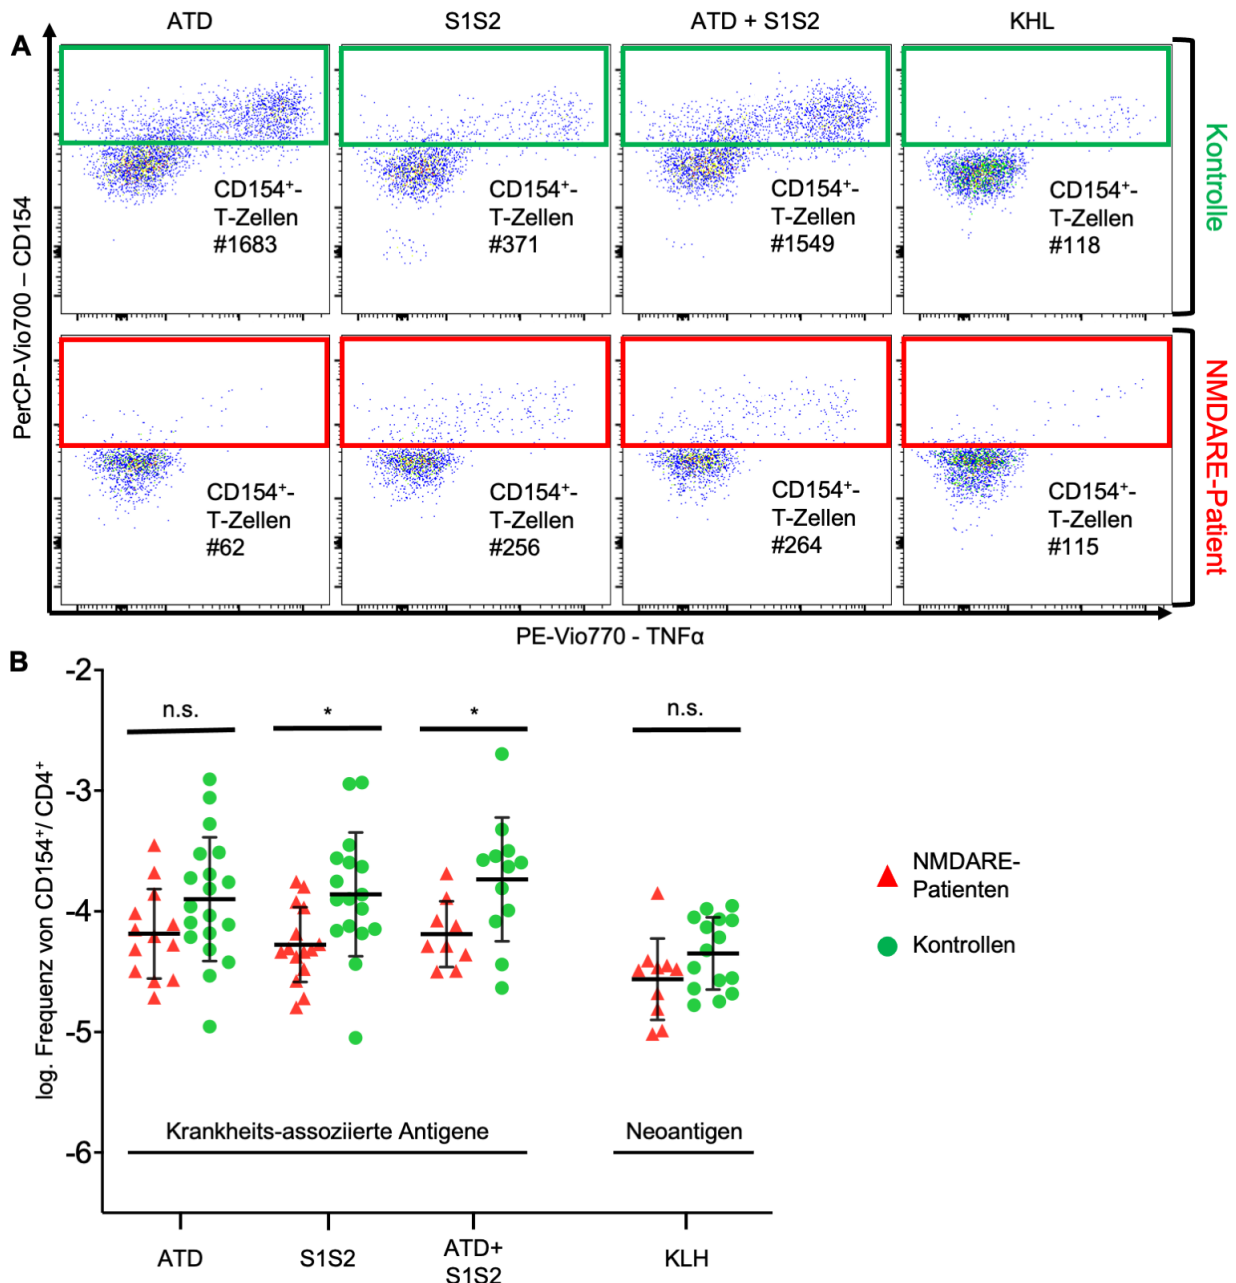 A
ATD
S1S2
ATD + S1S2
KHL
PerCP-Vio700 – CD154
CD154⁺-
T-Zellen
#1683
CD154⁺-
T-Zellen
#371
CD154⁺-
T-Zellen
#1549
CD154⁺-
T-Zellen
#118
Kontrolle
CD154⁺-
T-Zellen
#62
CD154⁺-
T-Zellen
#256
CD154⁺-
T-Zellen
#264
CD154⁺-
T-Zellen
#115
NMDARE-Patient
PE-Vio770 - TNFα
B
log. Frequenz von CD154⁺/ CD4⁺
-2
-3
-4
-5
-6
n.s.
*
*
n.s.
NMDARE-
Patienten
Kontrollen
Krankheits-assoziierte Antigene
Neoantigen
ATD
S1S2
ATD+
S1S2
KLH